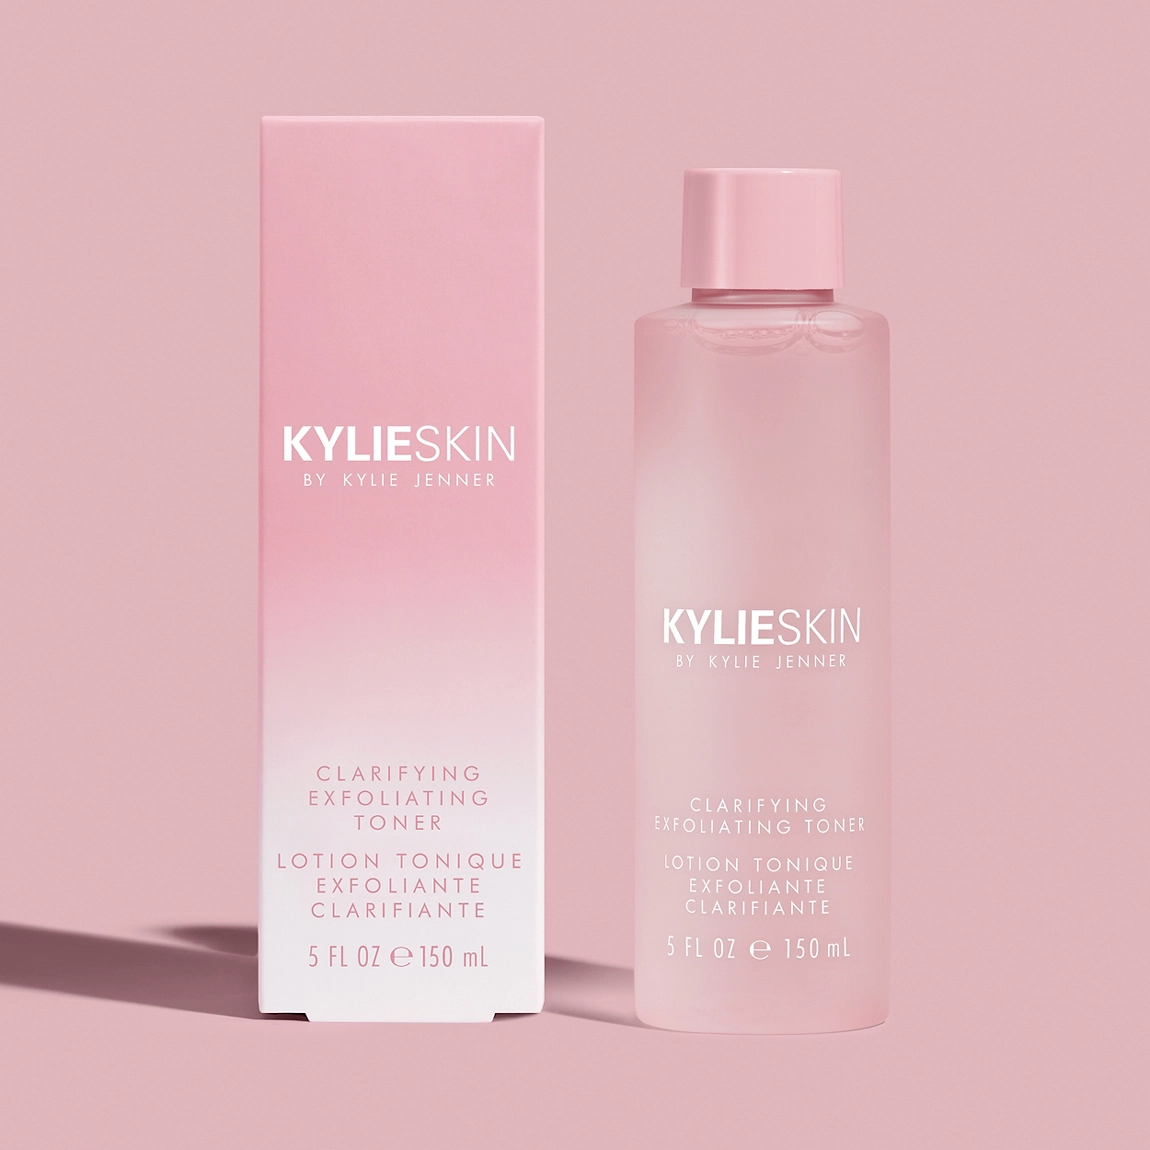 KYLIESKIN
BY KYLIE JENNER
CLARIFYING
EXFOLIATING
TONER
LOTION TONIQUE
EXFOLIANTE
CLARIFIANTE
5 FL OZ ℮ 150 mL
KYLIESKIN
BY KYLIE JENNER
CLARIFYING
EXFOLIATING TONER
LOTION TONIQUE
EXFOLIANTE
CLARIFIANTE
5 FL OZ ℮ 150 mL